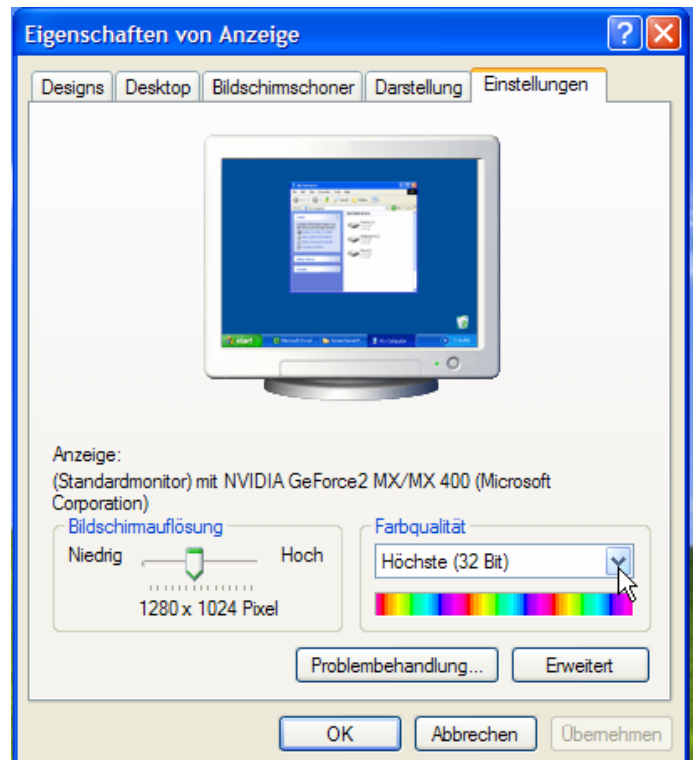 Eigenschaften von Anzeige
Designs Desktop Bildschirmschoner Darstellung Einstellungen
start
Anzeige:
(Standardmonitor) mit NVIDIA GeForce2 MX/MX 400 (Microsoft
Corporation)
Bildschirmauflösung
Niedrig Hoch
1280 x 1024 Pixel
Farbqualität
Höchste (32 Bit)
Problembehandlung... Erweitert
OK Abbrechen Übernehmen